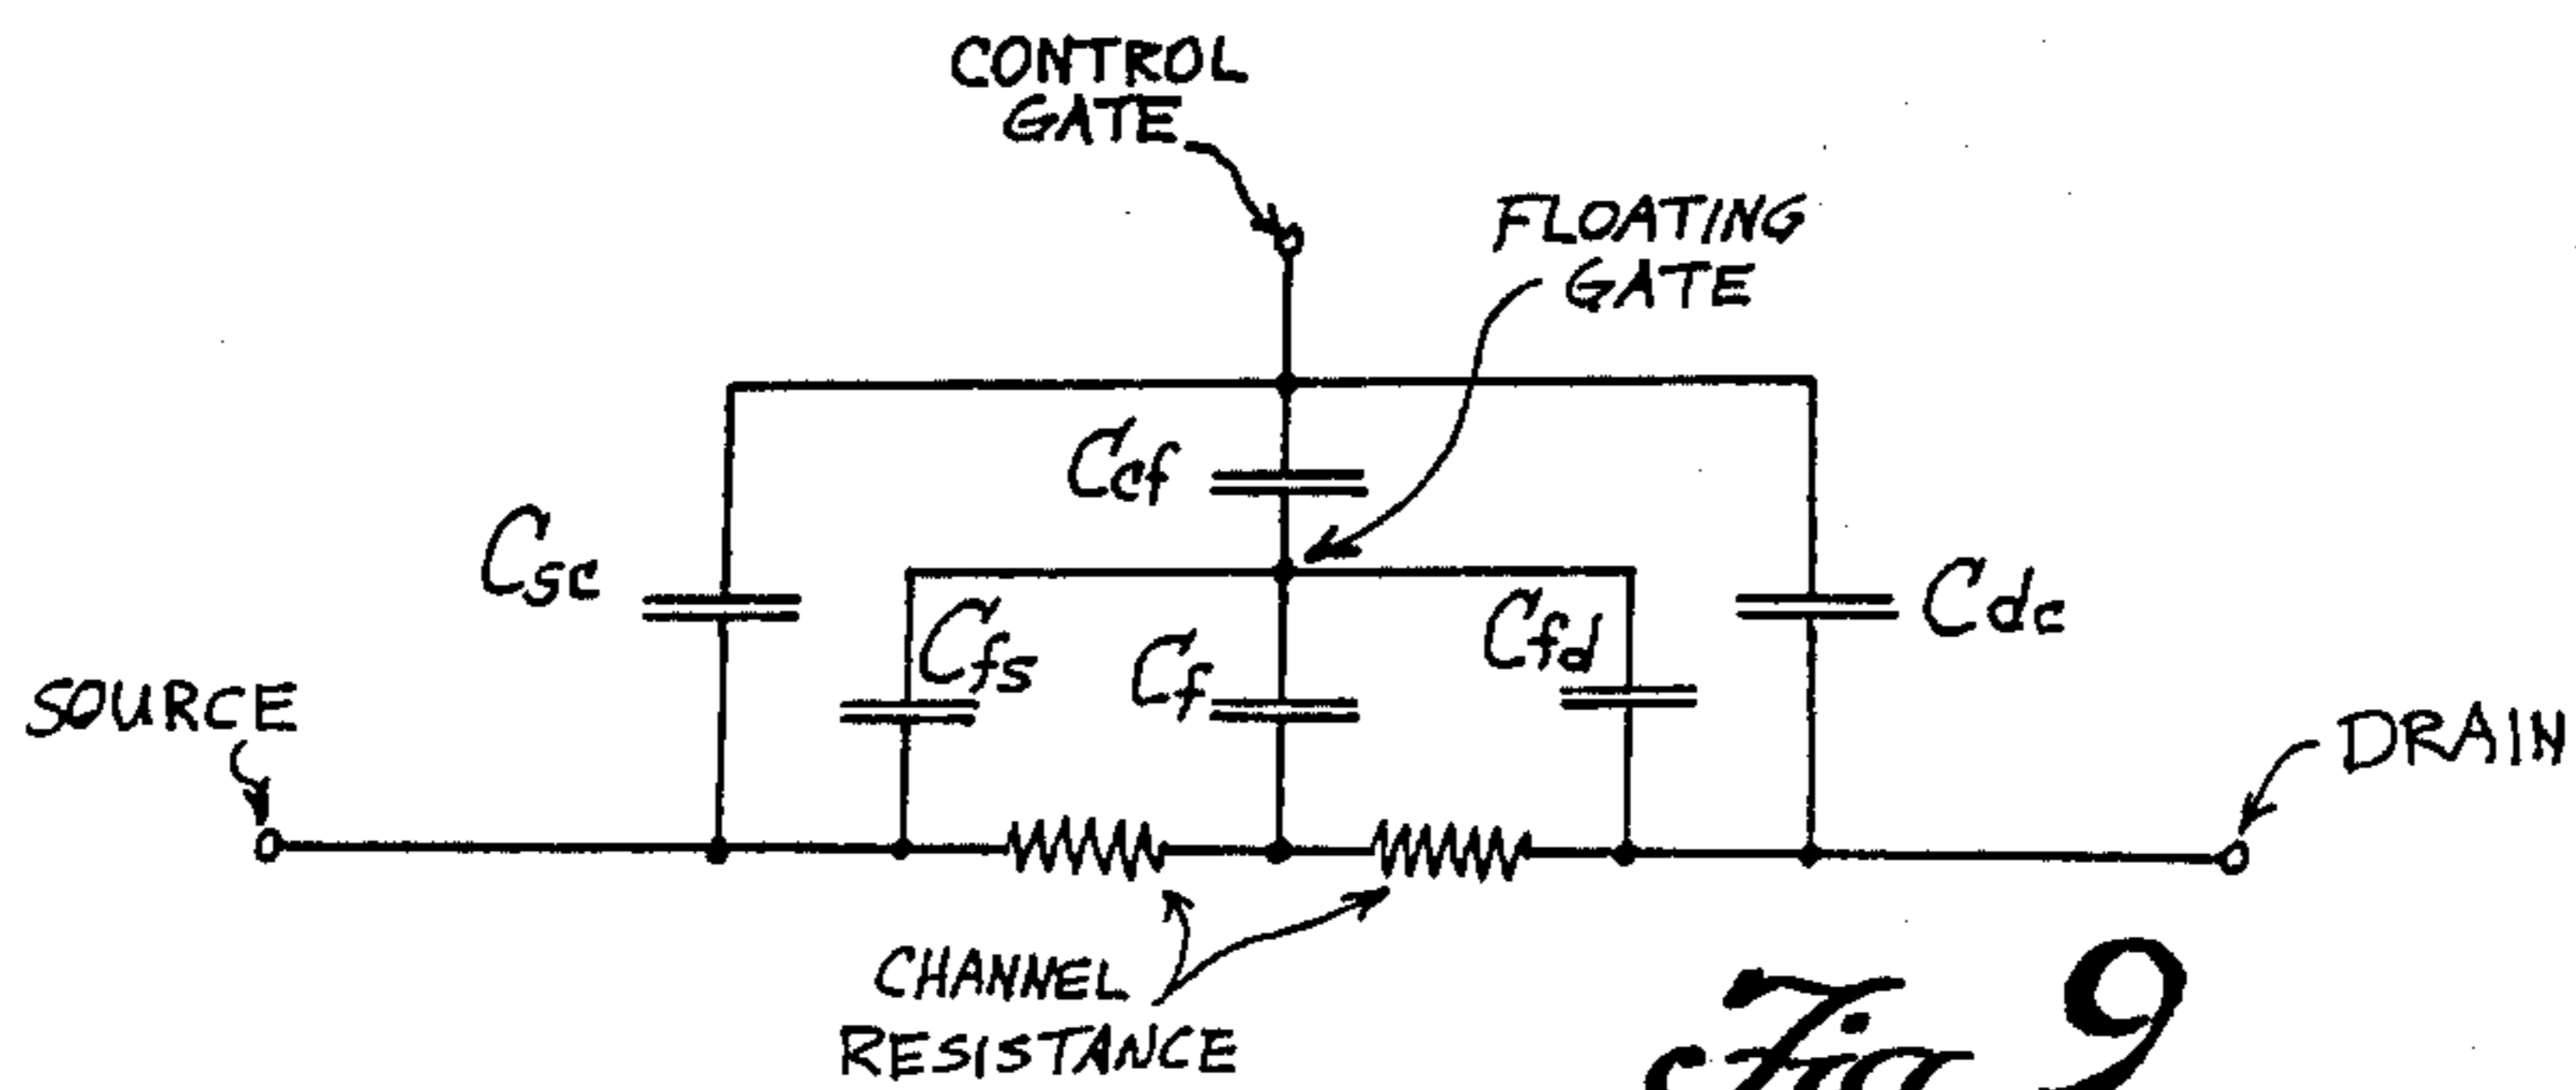 CONTROL
GATE
FLOATING
GATE
Ccf
Csc
Cfs
Cf
Cfd
Cdc
SOURCE
DRAIN
CHANNEL
RESISTANCE
Fig 9